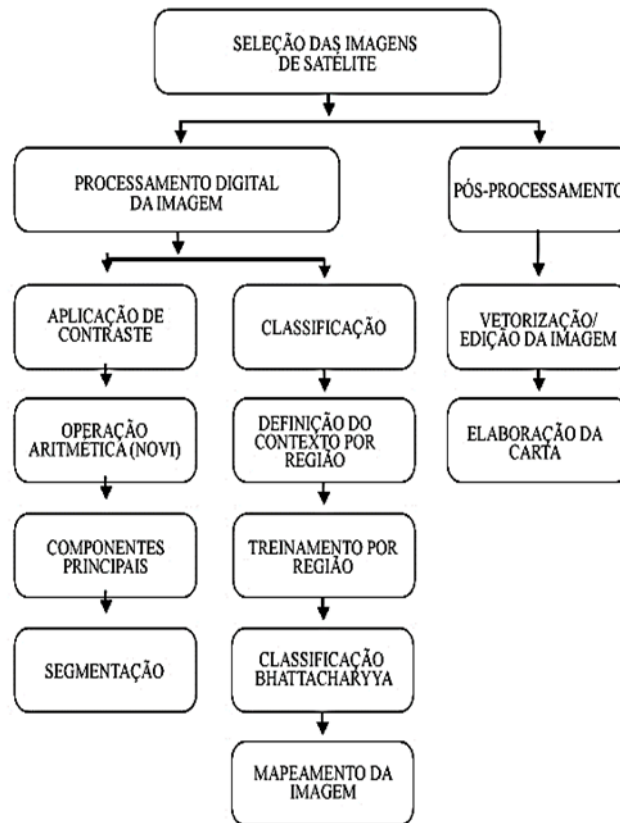 SELEÇÃO DAS IMAGENS
DE SATÉLITE
PROCESSAMENTO DIGITAL
DA IMAGEM
PÓS-PROCESSAMENTO
APLICAÇÃO DE
CONTRASTE
CLASSIFICAÇÃO
VETORIZAÇÃO/
EDIÇÃO DA IMAGEM
OPERAÇÃO
ARITMÉTICA (NOVI)
DEFINIÇÃO DO
CONTEXTO POR
REGIÃO
ELABORAÇÃO DA
CARTA
COMPONENTES
PRINCIPAIS
TREINAMENTO POR
REGIÃO
SEGMENTAÇÃO
CLASSIFICAÇÃO
BHATTACHARYYA
MAPEAMENTO DA
IMAGEM